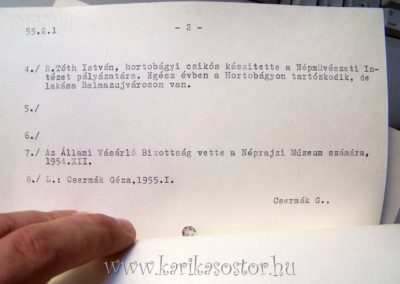 55.2.1 - 2 -
4./ R.Tóth István, hortobágyi csikós készitette a Népművészeti In-
tézet pályázatára. Egész évben a Hortobágyon tartózkodik, de
lakása Balmazujvároson van.
5./
6./
7./ Az Állami Vásárló Bizottság vette a Néprajzi Múzeum számára,
1954.XII.
8./ L.: Csermák Géza,1955.I.
Csermák G.,
www.karikasostor.hu